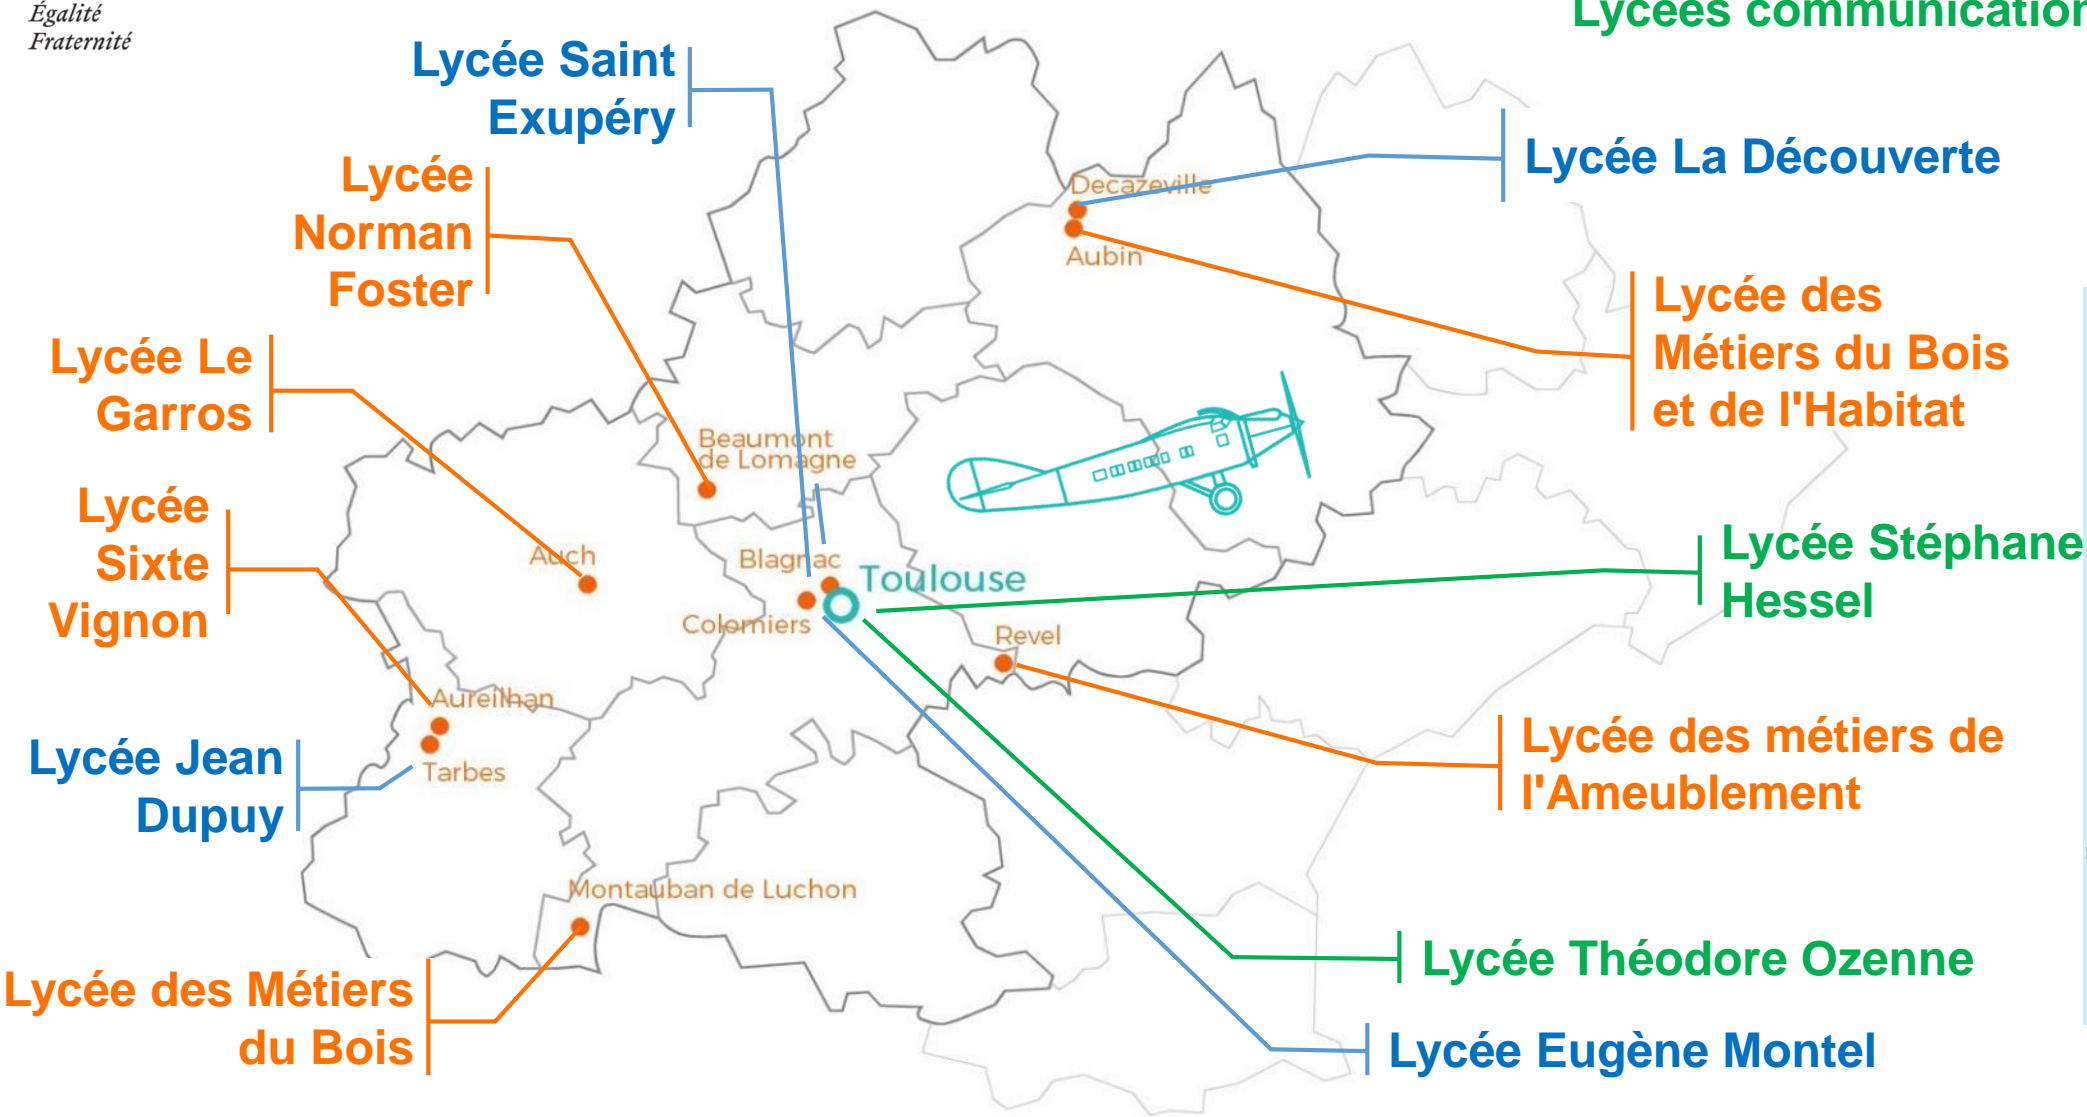 Égalité
Fraternité
Lycées communication
Lycée Saint
Exupéry
Lycée
Norman
Foster
Lycée Le
Garros
Lycée
Sixte
Vignon
Lycée Jean
Dupuy
Lycée des Métiers
du Bois
Decazeville
Aubin
Beaumont
de Lomagne
Auch
Blagnac
Toulouse
Colomiers
Revel
Aureilhan
Tarbes
Montauban de Luchon
Lycée La Découverte
Lycée des
Métiers du Bois
et de l'Habitat
Lycée Stéphane
Hessel
Lycée des métiers de
l'Ameublement
Lycée Théodore Ozenne
Lycée Eugène Montel